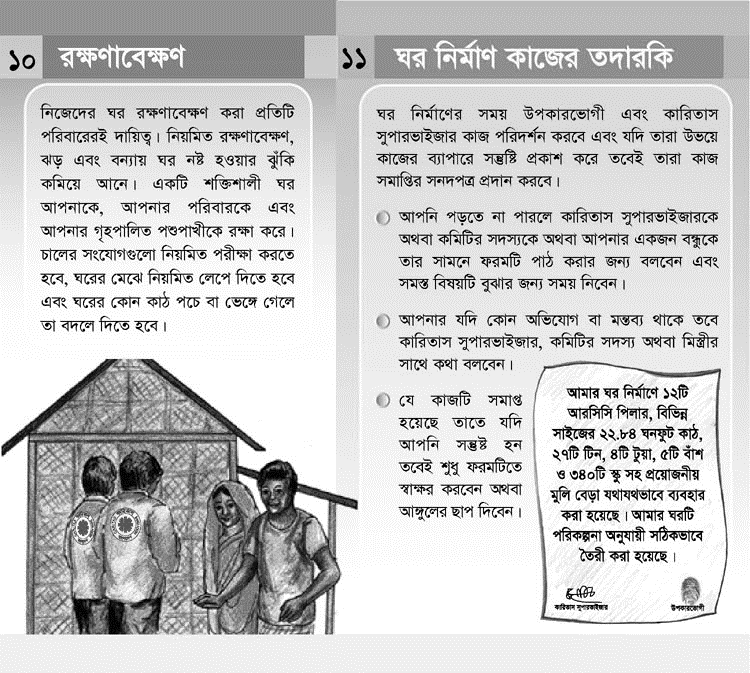 ১০ রক্ষণাবেক্ষণ
নিজেদের ঘর রক্ষণাবেক্ষণ করা প্রতিটি
পরিবারেরই দায়িত্ব। নিয়মিত রক্ষণাবেক্ষণ,
ঝড় এবং বন্যায় ঘর নষ্ট হওয়ার ঝুঁকি
কমিয়ে আনে। একটি শক্তিশালী ঘর
আপনাকে, আপনার পরিবারকে এবং
আপনার গৃহপালিত পশুপাখীকে রক্ষা করে।
চালের সংযোগগুলো নিয়মিত পরীক্ষা করতে
হবে, ঘরের মেঝে নিয়মিত লেপে দিতে হবে
এবং ঘরের কোন কাঠ পচে বা ভেঙ্গে গেলে
তা বদলে দিতে হবে।
১১ ঘর নির্মাণ কাজের তদারকি
ঘর নির্মাণের সময় উপকারভোগী এবং কারিতাস
সুপারভাইজার কাজ পরিদর্শন করবে এবং যদি তারা উভয়ে
কাজের ব্যাপারে সন্তুষ্টি প্রকাশ করে তবেই তারা কাজ
সমাপ্তির সনদপত্র প্রদান করবে।
আপনি পড়তে না পারলে কারিতাস সুপারভাইজারকে
অথবা কমিটির সদস্যকে অথবা আপনার একজন বন্ধুকে
তার সামনে ফরমটি পাঠ করার জন্য বলবেন এবং
সমস্ত বিষয়টি বুঝার জন্য সময় নিবেন।
আপনার যদি কোন অভিযোগ বা মন্তব্য থাকে তবে
কারিতাস সুপারভাইজার, কমিটির সদস্য অথবা মিস্ত্রীর
সাথে কথা বলবেন।
যে কাজটি সমাপ্ত
হয়েছে তাতে যদি
আপনি সন্তুষ্ট হন
তবেই শুধু ফরমটিতে
স্বাক্ষর করবেন অথবা
আঙ্গুলের ছাপ দিবেন।
আমার ঘর নির্মাণে ১২টি
আরসিসি পিলার, বিভিন্ন
সাইজের ২২.৮৪ ঘনফুট কাঠ,
২৭টি টিন, ৪টি টুয়া, ৫টি বাঁশ
ও ৩৪০টি স্ক্রু সহ প্রয়োজনীয়
মুলি বেড়া যথাযথভাবে ব্যবহার
করা হয়েছে। আমার ঘরটি
পরিকল্পনা অনুযায়ী সঠিকভাবে
তৈরী করা হয়েছে।
কারিতাস সুপারভাইজার উপকারভোগী